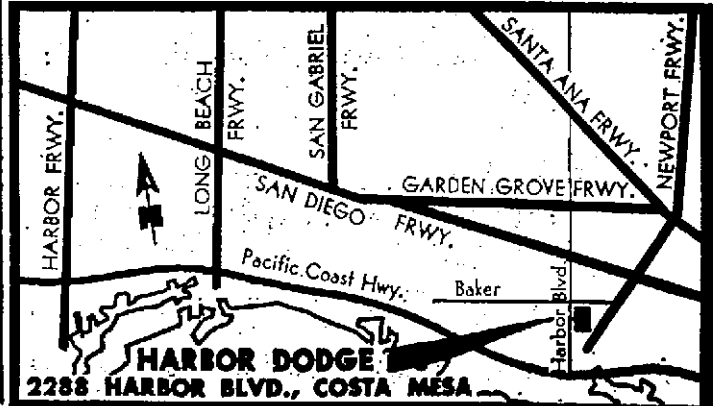 HARBOR FRWY.
LONG BEACH
FRWY.
SAN GABRIEL
FRWY.
SANTA ANA FRWY.
NEWPORT FRWY.
GARDEN GROVE FRWY.
SAN DIEGO FRWY.
N
Pacific Coast Hwy.
Baker
Harbor Blvd.
HARBOR DODGE
2288 HARBOR BLVD., COSTA MESA